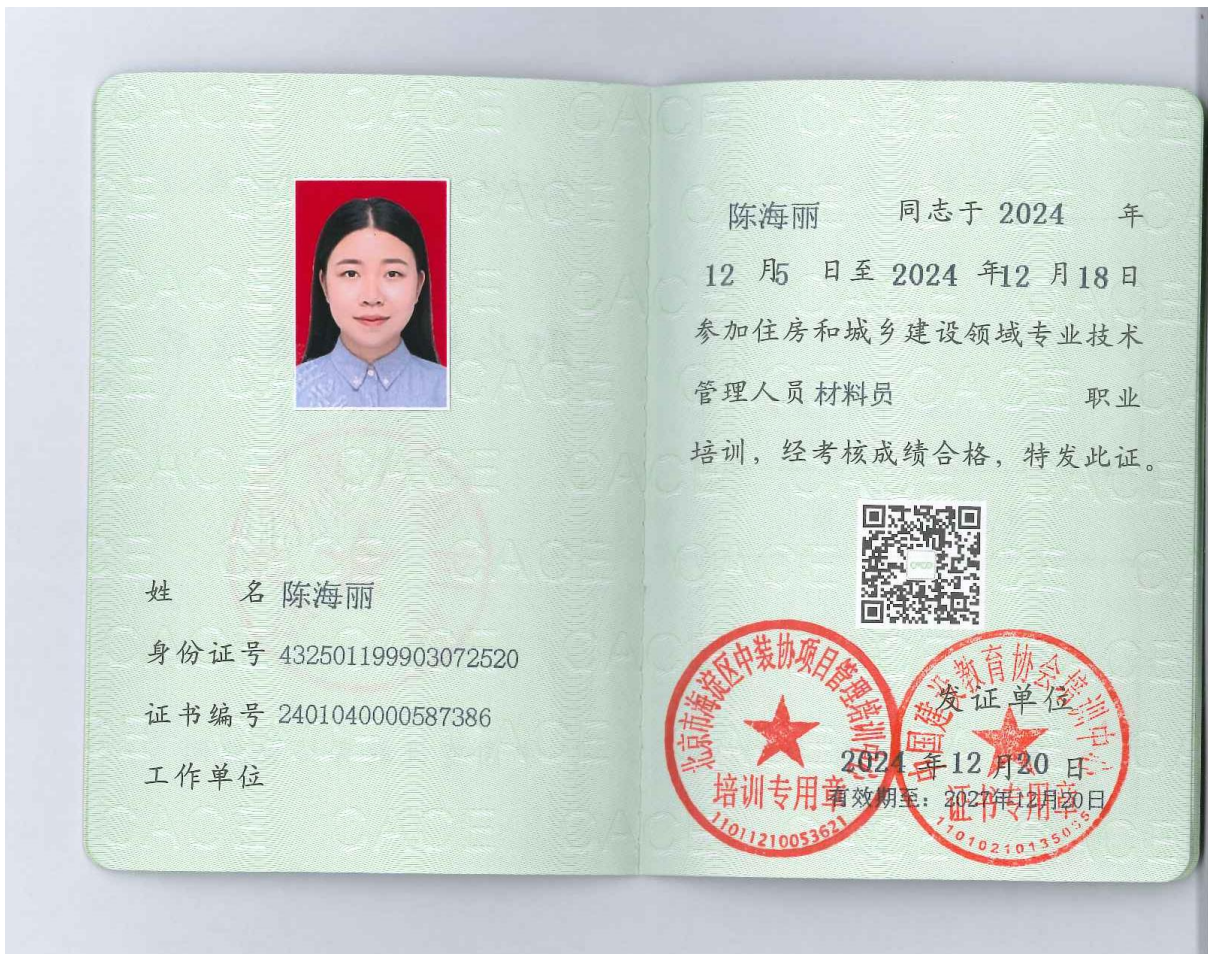 姓 名 陈海丽
身份证号 432501199903072520
证书编号 2401040000587386
工作单位
陈海丽 同志于 2024 年
12 月5 日至 2024 年12 月18日
参加住房和城乡建设领域专业技术
管理人员材料员 职业
培训，经考核成绩合格，特发此证。
北京市海淀区中装协项目管理培训中心
培训专用章
11011210053621
中国建设教育协会培训中心
证书专用章
发证单位
2024 年12 月20 日
有效期至：2027年12月20日
CACE